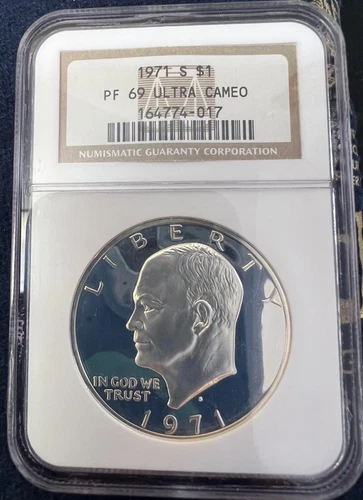 1971 S $1
PF 69 ULTRA CAMEO
164774-017
NUMISMATIC GUARANTY CORPORATION
LIBERTY
IN GOD WE
TRUST
S
1971